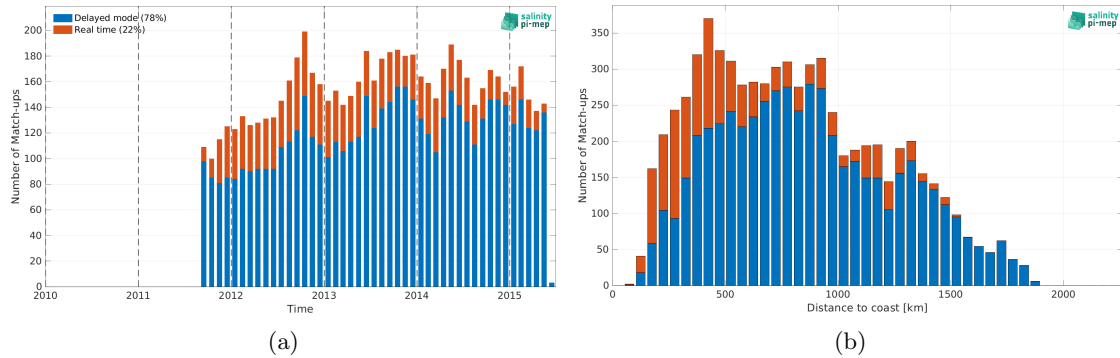 Delayed mode (78%)
Real time (22%)
salinity
pi-mep
Number of Match-ups
200
180
160
140
120
100
80
60
40
20
0
2010
2011
2012
2013
2014
2015
Time
(a)
salinity
pi-mep
Number of Match-ups
350
300
250
200
150
100
50
0
0
500
1000
1500
2000
Distance to coast [km]
(b)